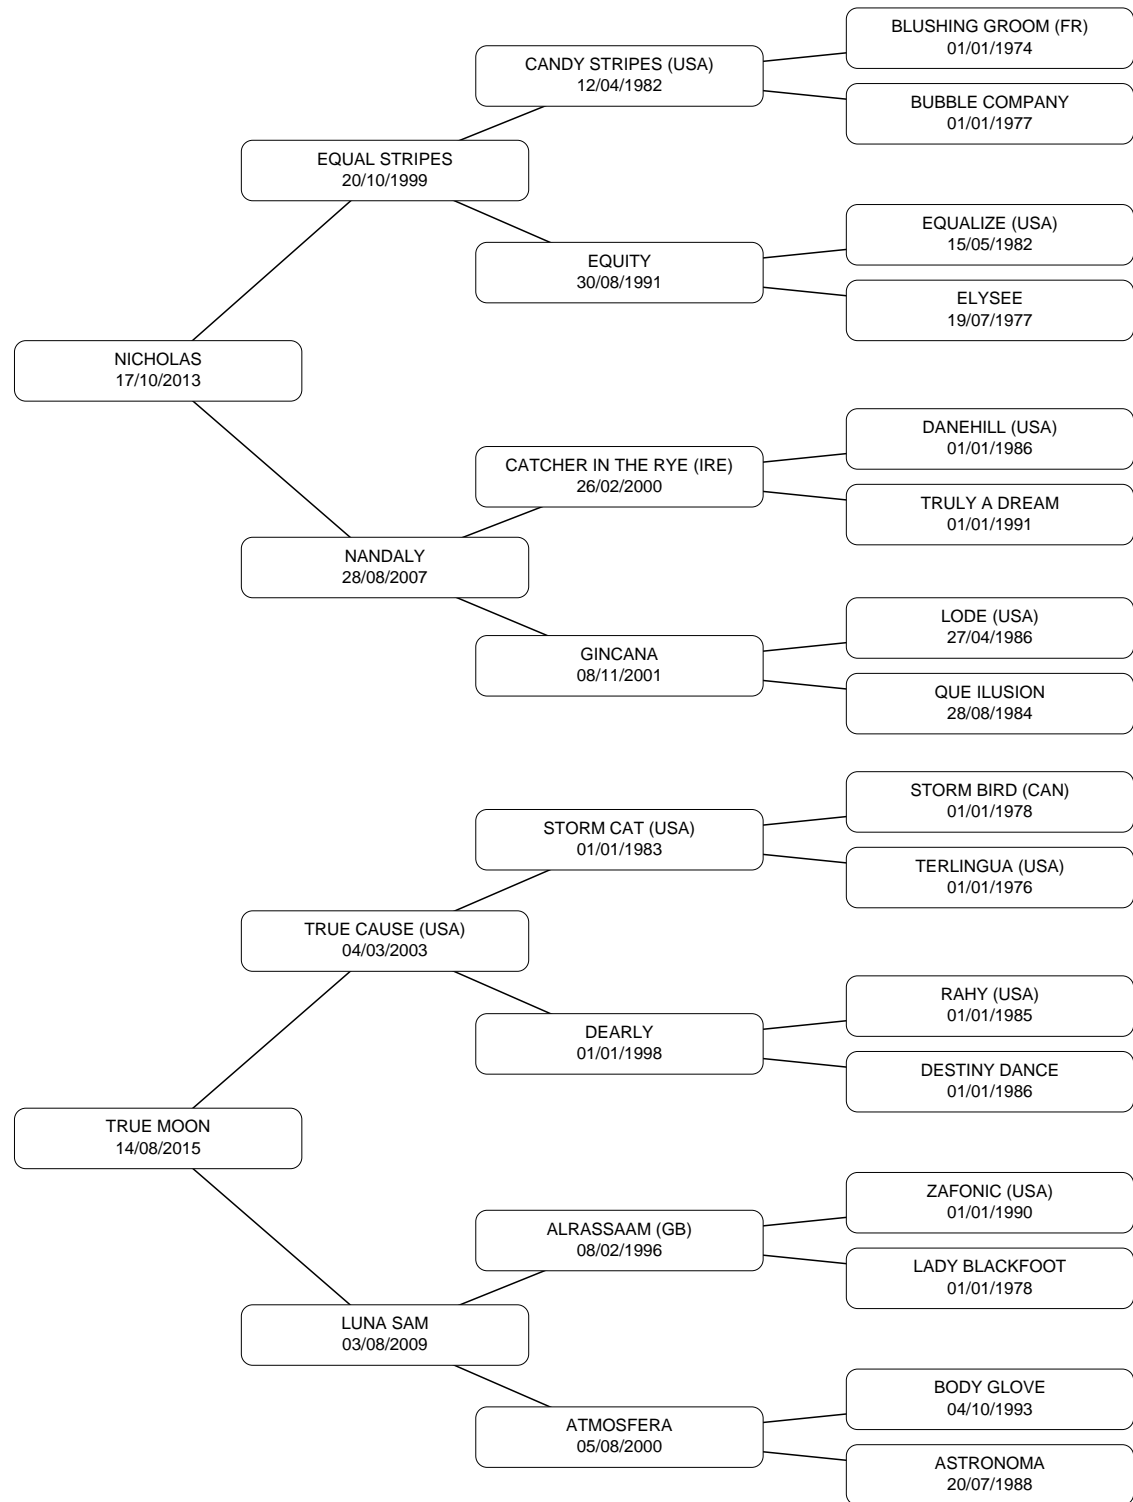 BLUSHING GROOM (FR)
01/01/1974
CANDY STRIPES (USA)
12/04/1982
BUBBLE COMPANY
01/01/1977
EQUAL STRIPES
20/10/1999
EQUALIZE (USA)
15/05/1982
EQUITY
30/08/1991
ELYSEE
19/07/1977
NICHOLAS
17/10/2013
DANEHILL (USA)
01/01/1986
CATCHER IN THE RYE (IRE)
26/02/2000
TRULY A DREAM
01/01/1991
NANDALY
28/08/2007
LODE (USA)
27/04/1986
GINCANA
08/11/2001
QUE ILUSION
28/08/1984
STORM BIRD (CAN)
01/01/1978
STORM CAT (USA)
01/01/1983
TERLINGUA (USA)
01/01/1976
TRUE CAUSE (USA)
04/03/2003
RAHY (USA)
01/01/1985
DEARLY
01/01/1998
DESTINY DANCE
01/01/1986
TRUE MOON
14/08/2015
ZAFONIC (USA)
01/01/1990
ALRASSAAM (GB)
08/02/1996
LADY BLACKFOOT
01/01/1978
LUNA SAM
03/08/2009
BODY GLOVE
04/10/1993
ATMOSFERA
05/08/2000
ASTRONOMA
20/07/1988